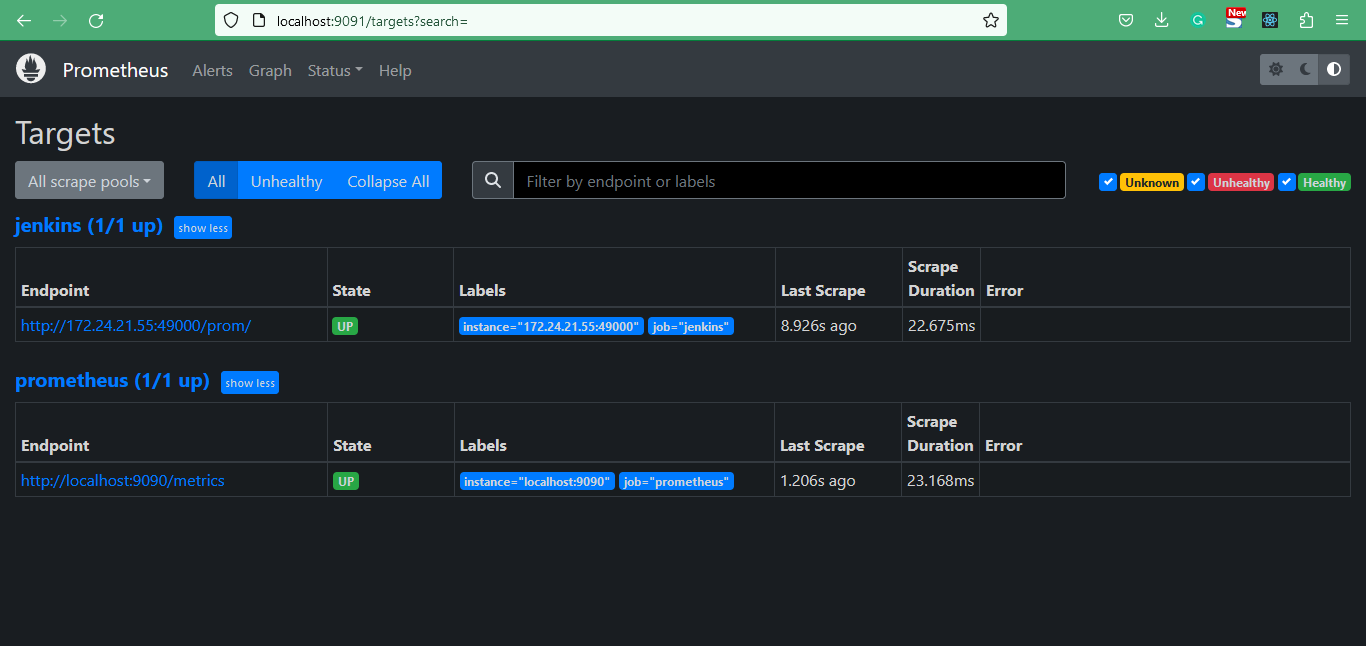 localhost:9091/targets?search=
G
New
S
Prometheus Alerts Graph Status Help
Targets
All scrape pools All Unhealthy Collapse All Filter by endpoint or labels Unknown Unhealthy Healthy
jenkins (1/1 up) show less
Endpoint State Labels Last Scrape Scrape Duration Error
http://172.24.21.55:49000/prom/ UP instance="172.24.21.55:49000" job="jenkins" 8.926s ago 22.675ms
prometheus (1/1 up) show less
Endpoint State Labels Last Scrape Scrape Duration Error
http://localhost:9090/metrics UP instance="localhost:9090" job="prometheus" 1.206s ago 23.168ms